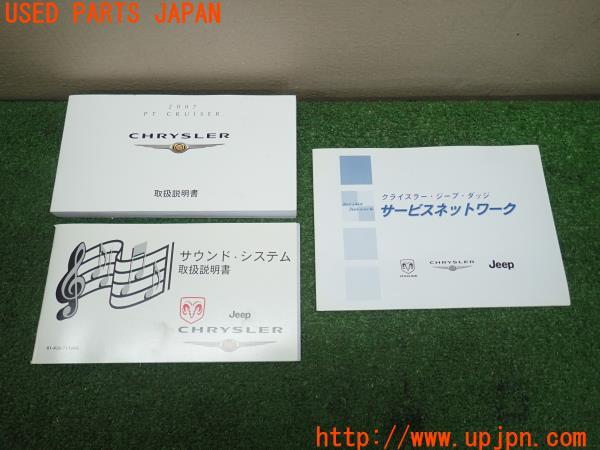 USED PARTS JAPAN
2007
PT CRUISER
CHRYSLER
取扱説明書
クライスラー・ジープ・ダッジ
サービスネットワーク
CHRYSLER
Jeep
サウンド・システム
取扱説明書
Jeep
CHRYSLER
http://www.upjpn.com/